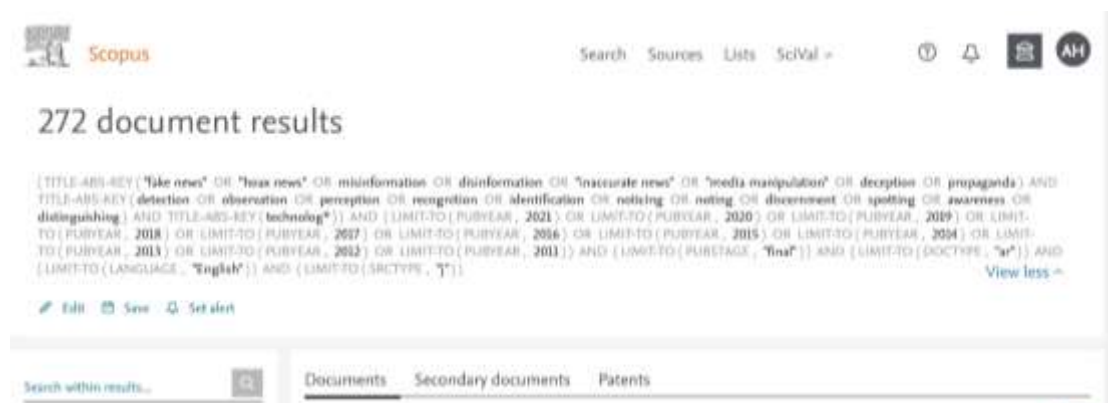 Scopus
Search Sources Lists SciVal
AH
272 document results
(TITLE-ABS-KEY ( "fake news" OR "hoax news" OR misinformation OR disinformation OR "inaccurate news" OR "media manipulation" OR deception OR propaganda ) AND
TITLE-ABS-KEY ( detection OR observation OR perception OR recognition OR identification OR noticing OR noting OR discernment OR spotting OR awareness OR
distinguishing ) AND TITLE-ABS-KEY ( technolog* )) AND ( LIMIT-TO ( PUBYEAR , 2021 ) OR LIMIT-TO ( PUBYEAR , 2020 ) OR LIMIT-TO ( PUBYEAR , 2019 ) OR LIMIT-
TO ( PUBYEAR , 2018 ) OR LIMIT-TO ( PUBYEAR , 2017 ) OR LIMIT-TO ( PUBYEAR , 2016 ) OR LIMIT-TO ( PUBYEAR , 2015 ) OR LIMIT-TO ( PUBYEAR , 2014 ) OR LIMIT-
TO ( PUBYEAR , 2013 ) OR LIMIT-TO ( PUBYEAR , 2012 ) OR LIMIT-TO ( PUBYEAR , 2011 )) AND ( LIMIT-TO ( PUBSTAGE , "final" )) AND ( LIMIT-TO ( DOCTYPE , "ar" )) AND
( LIMIT-TO ( LANGUAGE , "English" )) AND ( LIMIT-TO ( SRCTYPE , "j" ))
View less
Edit Save Set alert
Search within results...
Documents Secondary documents Patents